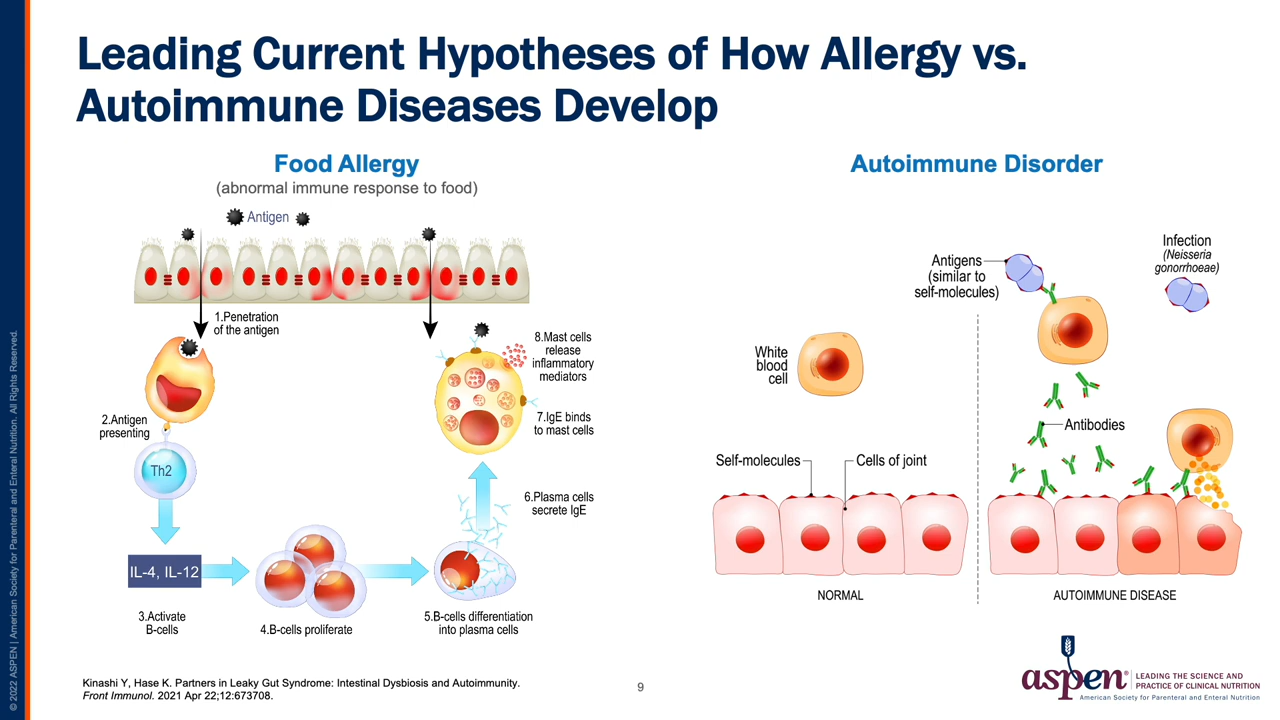 Leading Current Hypotheses of How Allergy vs.
Autoimmune Diseases Develop
Food Allergy
(abnormal immune response to food)
Antigen
1.Penetration
of the antigen
2.Antigen
presenting
Th2
IL-4, IL-12
3.Activate
B-cells
4.B-cells proliferate
5.B-cells differentiation
into plasma cells
6.Plasma cells
secrete IgE
7.IgE binds
to mast cells
8.Mast cells
release
inflammatory
mediators
Autoimmune Disorder
White
blood
cell
Self-molecules
Cells of joint
NORMAL
Antigens
(similar to
self-molecules)
Infection
(Neisseria
gonorrhoeae)
Antibodies
AUTOIMMUNE DISEASE
Kinashi Y, Hase K. Partners in Leaky Gut Syndrome: Intestinal Dysbiosis and Autoimmunity.
Front Immunol. 2021 Apr 22;12:673708.
9
aspen®
LEADING THE SCIENCE AND
PRACTICE OF CLINICAL NUTRITION
American Society for Parenteral and Enteral Nutrition
© 2022 ASPEN | American Society for Parenteral and Enteral Nutrition. All Rights Reserved.